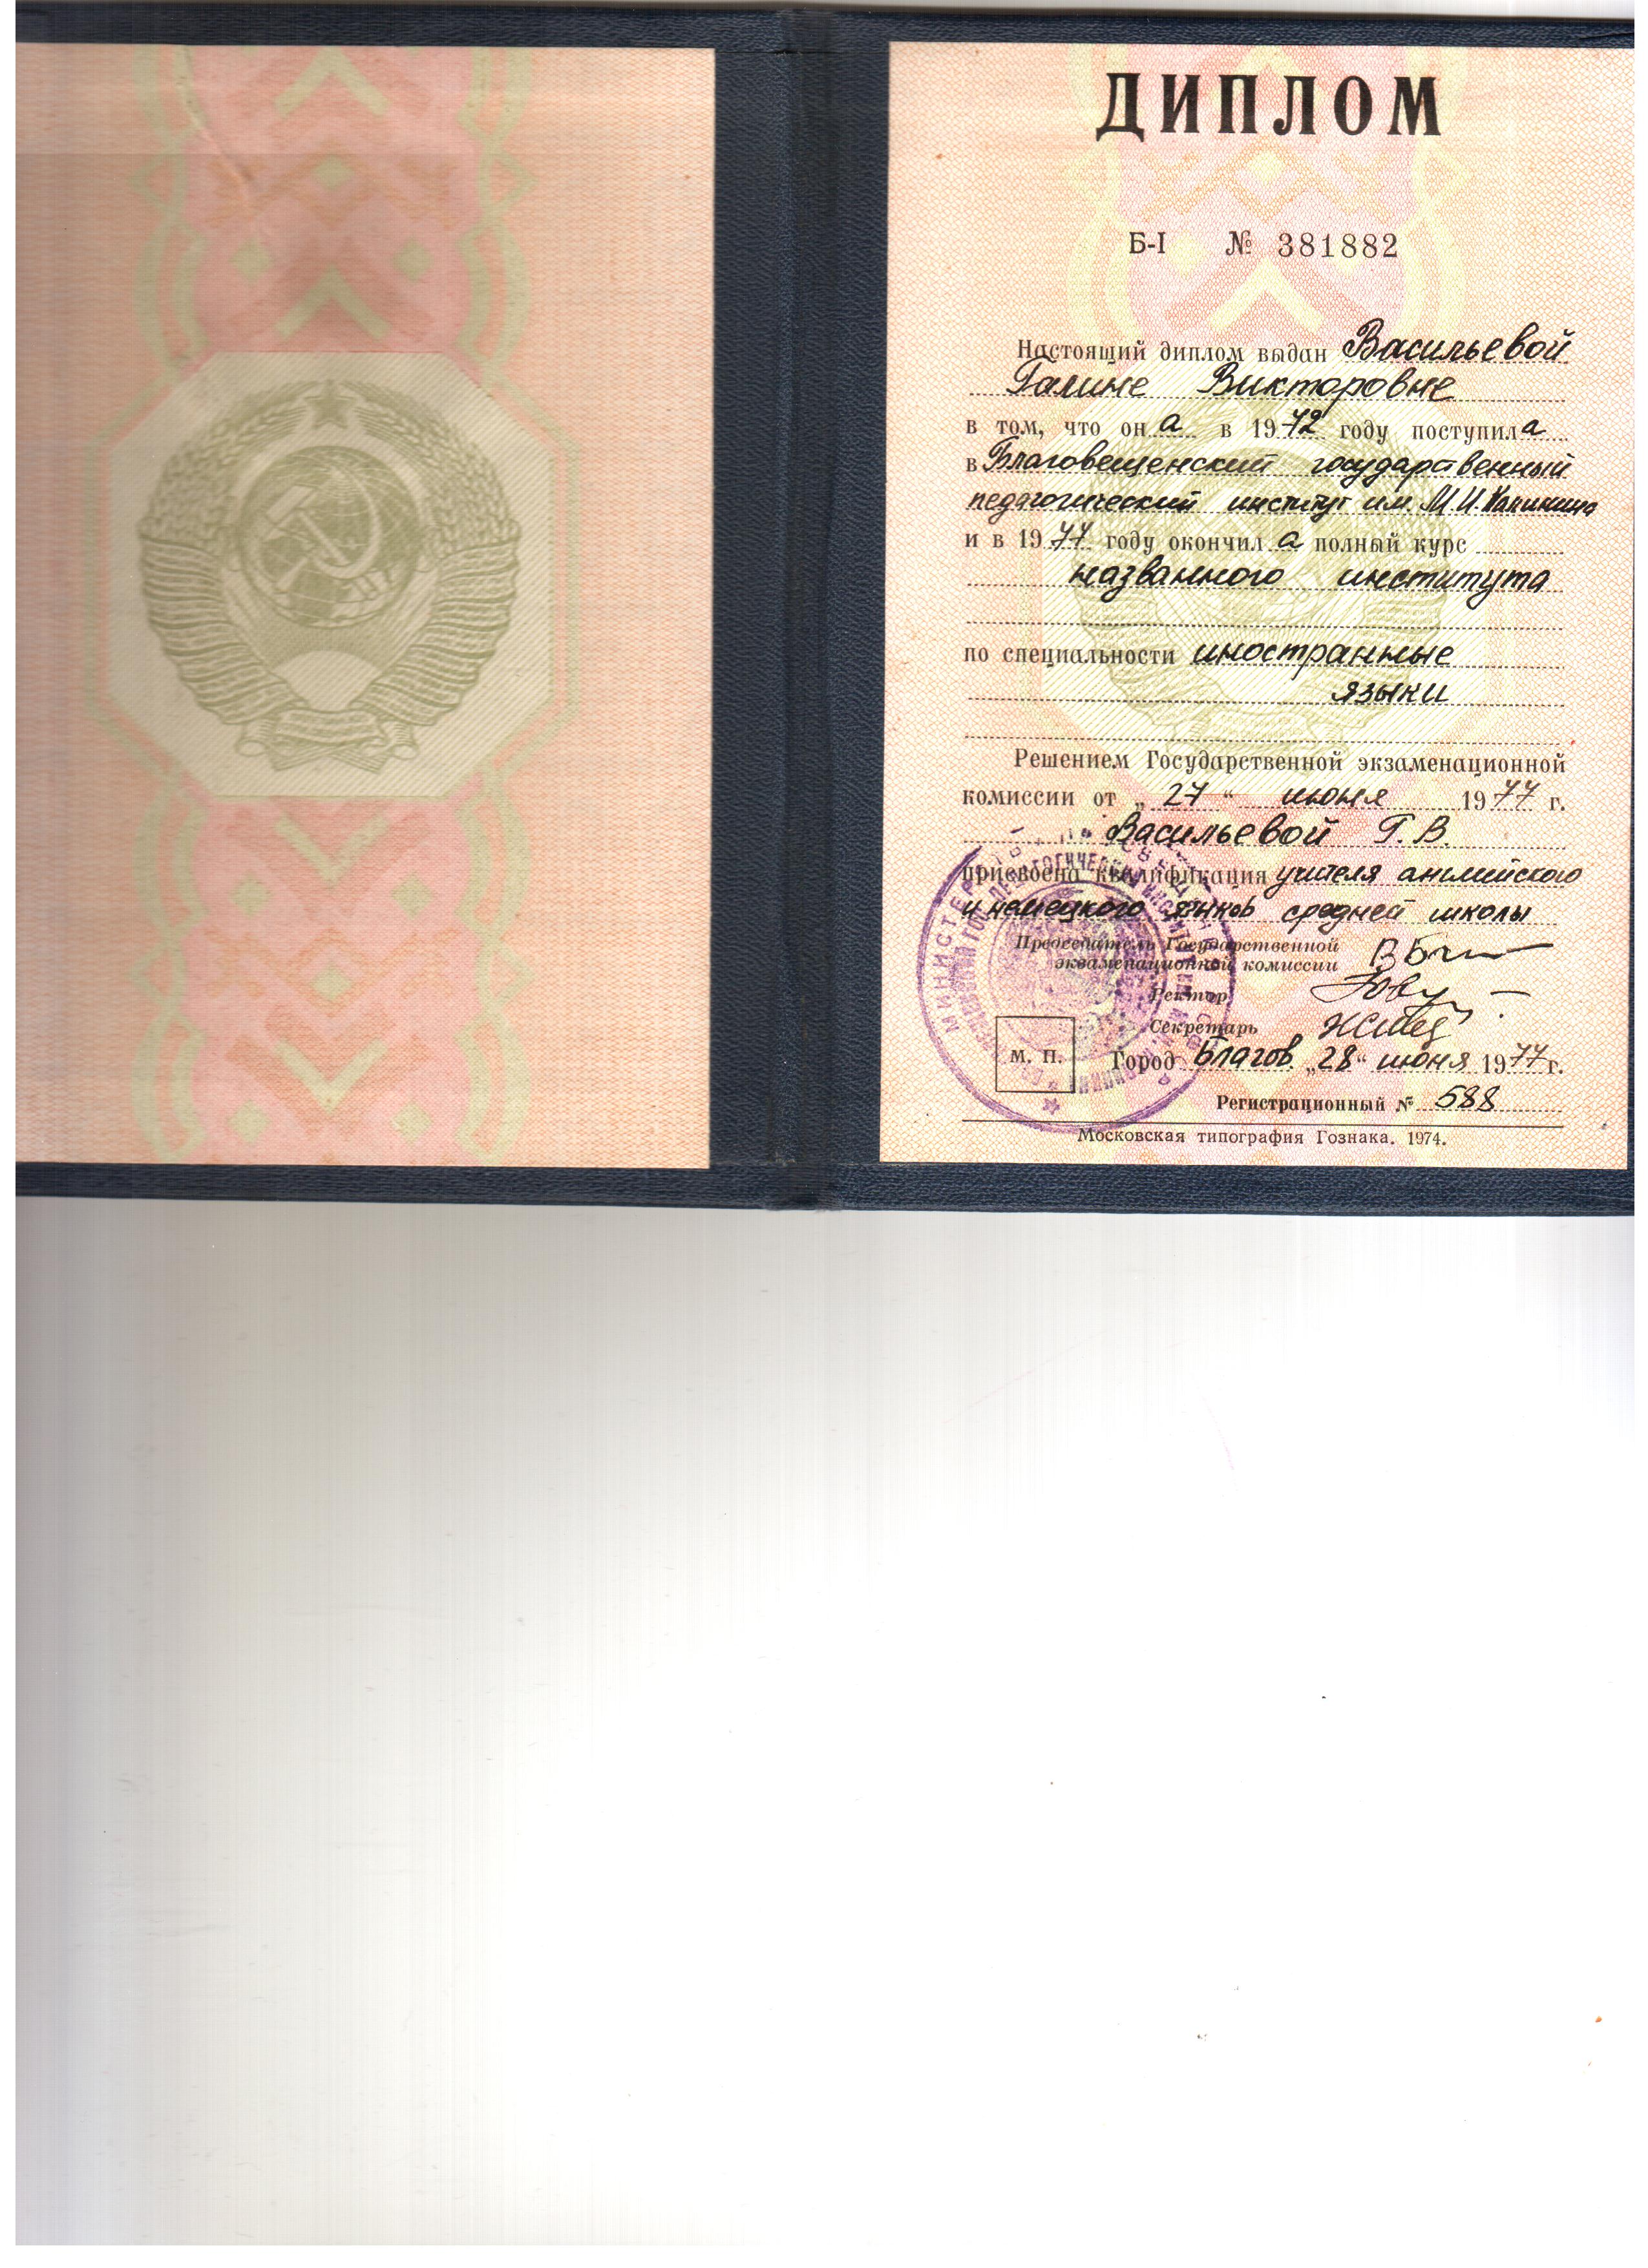 ДИПЛОМ
Б-I № 381882
Настоящий диплом выдан Васильевой
Галине Викторовне
в том, что он а в 1972 году поступил а
в Благовещенский государственный
педагогический институт им. М.И. Калинина
и в 1977 году окончил а полный курс
названного института
по специальности иностранные
языки
Решением Государственной экзаменационной
комиссии от „ 27 “ июня 1977 г.
Васильевой Г. В.
присвоена квалификация учителя английского
и немецкого языков средней школы
Председатель Государственной
экзаменационной комиссии
Ректор
Секретарь
М. П. Город Благов. „28“ июня 1977 г.
Регистрационный № 588
Московская типография Гознака. 1974.